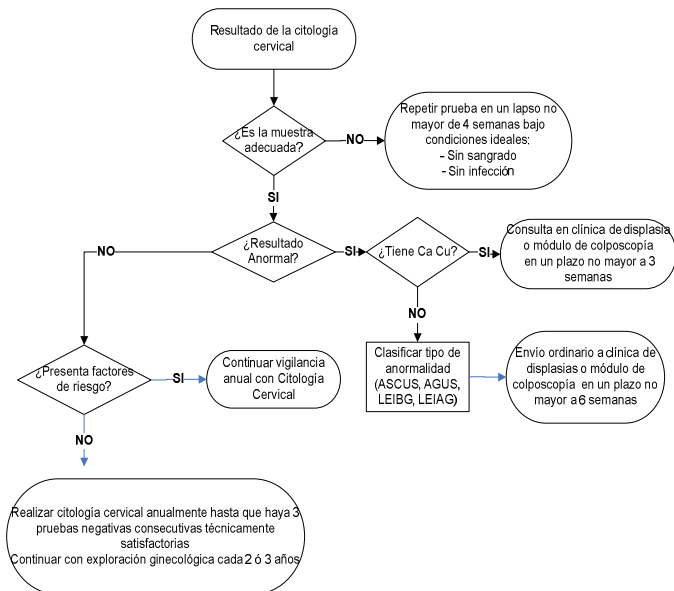 Resultado de la citología
cervical
¿Es la muestra
adecuada?
NO
Repetir prueba en un lapso no
mayor de 4 semanas bajo
condiciones ideales:
- Sin sangrado
- Sin infección
SI
¿Resultado
Anormal?
NO
SI
¿Tiene Ca Cu?
SI
Consulta en clínica de displasia
o módulo de colposcopía
en un plazo no mayor a 3
semanas
NO
Clasificar tipo de
anormalidad
(ASCUS, AGUS,
LEIBG, LEIAG)
Envío ordinario a clínica de
displasias o módulo de
colposcopía en un plazo no
mayor a 6 semanas
¿Presenta factores
de riesgo?
SI
Continuar vigilancia
anual con Citología
Cervical
NO
Realizar citología cervical anualmente hasta que haya 3
pruebas negativas consecutivas técnicamente
satisfactorias
Continuar con exploración ginecológica cada 2 ó 3 años